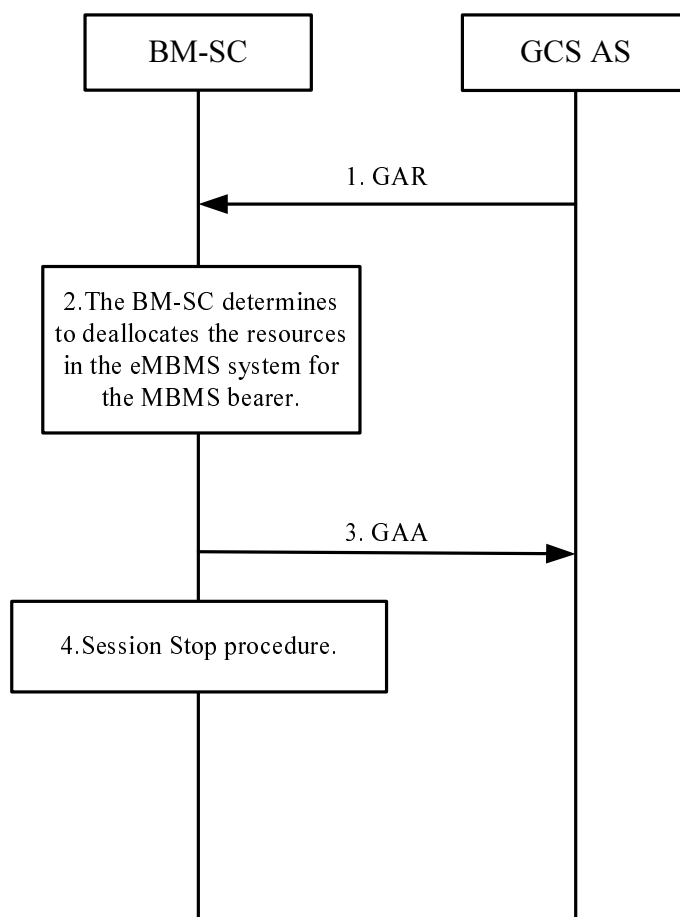 BM-SC
GCS AS
1. GAR
2.The BM-SC determines
to deallocates the resources
in the eMBMS system for
the MBMS bearer.
3. GAA
4.Session Stop procedure.